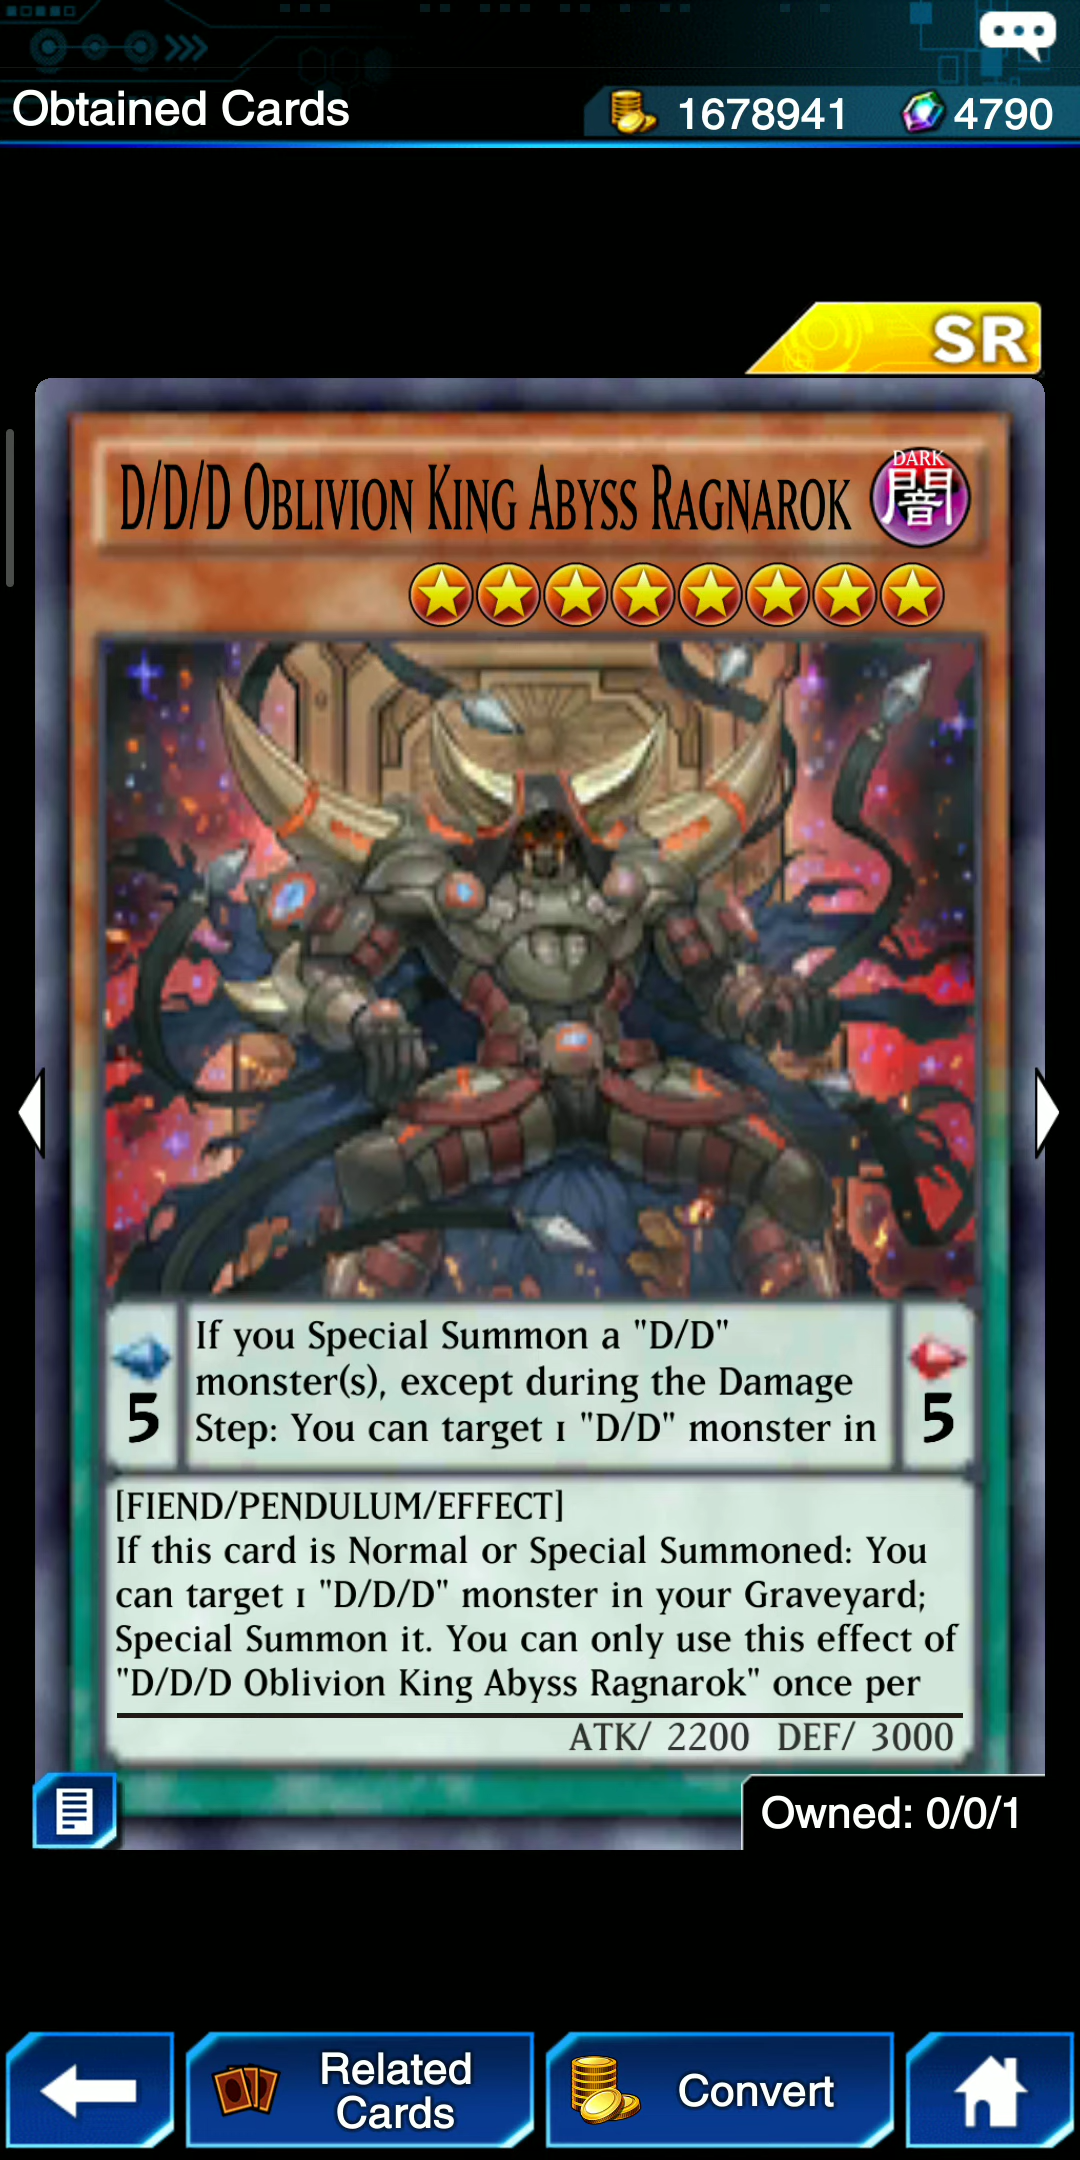 Obtained Cards
1678941
4790
SR
D/D/D Oblivion King Abyss Ragnarok
DARK
闇
If you Special Summon a "D/D"
monster(s), except during the Damage
Step: You can target 1 "D/D" monster in
5
5
[FIEND/PENDULUM/EFFECT]
If this card is Normal or Special Summoned: You
can target 1 "D/D/D" monster in your Graveyard;
Special Summon it. You can only use this effect of
"D/D/D Oblivion King Abyss Ragnarok" once per
ATK/ 2200 DEF/ 3000
Owned: 0/0/1
Related
Cards
Convert